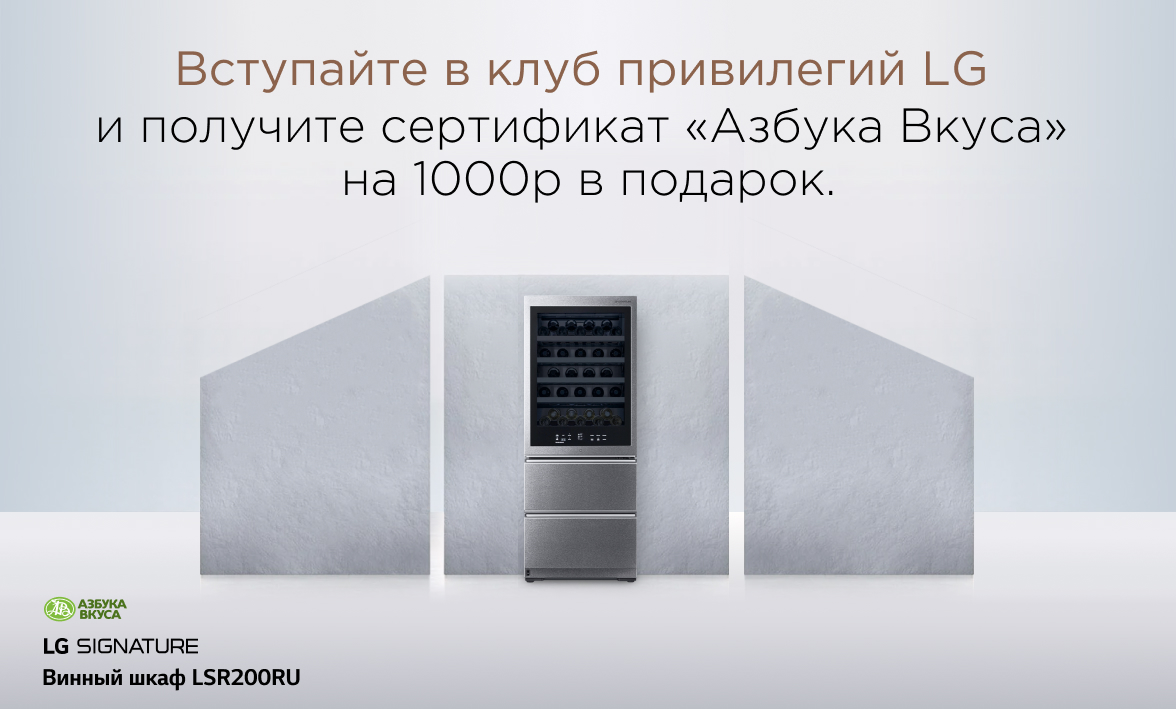 Вступайте в клуб привилегий LG
и получите сертификат «Азбука Вкуса»
на 1000р в подарок.
АЗБУКА
ВКУСА
LG SIGNATURE
Винный шкаф LSR200RU